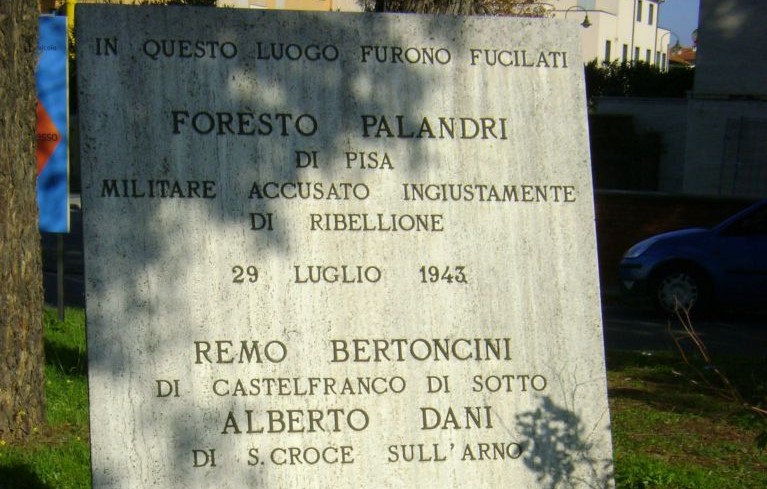 IN QUESTO LUOGO FURONO FUCILATI
FORESTO PALANDRI
DI PISA
MILITARE ACCUSATO INGIUSTAMENTE
DI RIBELLIONE
29 LUGLIO 1943
REMO BERTONCINI
DI CASTELFRANCO DI SOTTO
ALBERTO DANI
DI S. CROCE SULL'ARNO